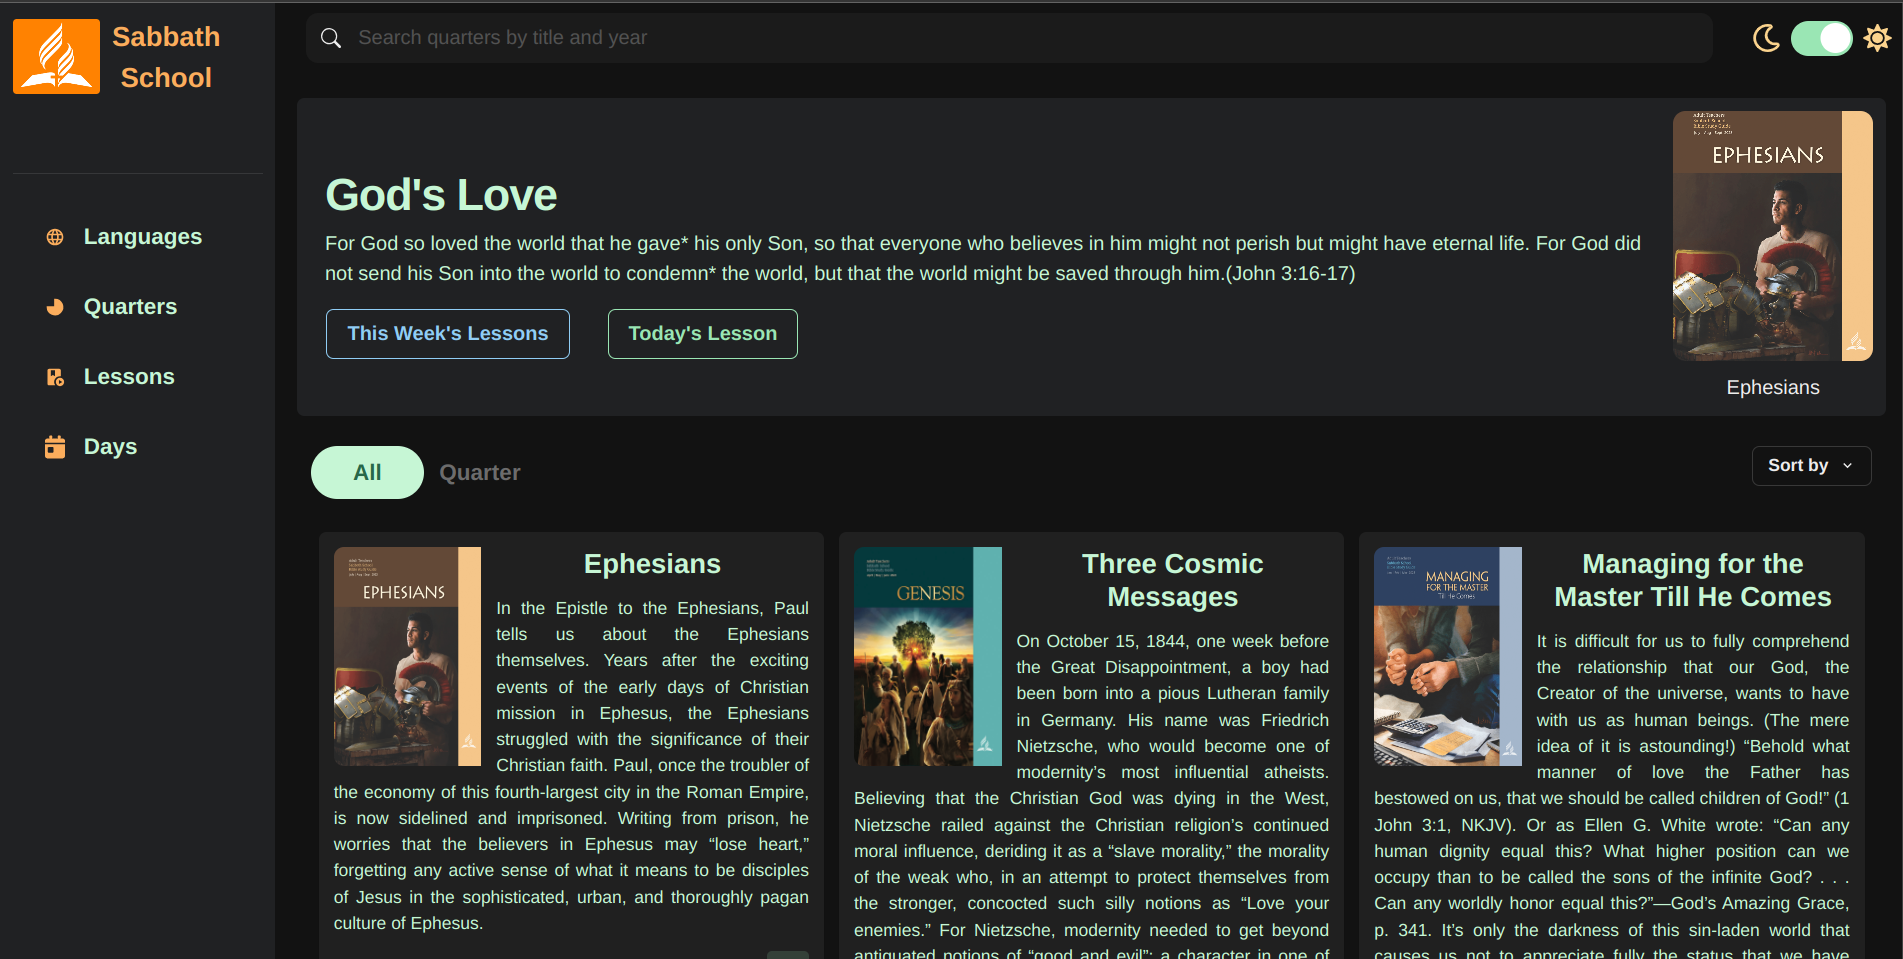 Sabbath
School
Search quarters by title and year
Languages
Quarters
Lessons
Days
God's Love
For God so loved the world that he gave* his only Son, so that everyone who believes in him might not perish but might have eternal life. For God did
not send his Son into the world to condemn* the world, but that the world might be saved through him.(John 3:16-17)
This Week's Lessons
Today's Lesson
EPHESIANS
Ephesians
All
Quarter
Sort by
EPHESIANS
Ephesians
In the Epistle to the Ephesians, Paul
tells us about the Ephesians
themselves. Years after the exciting
events of the early days of Christian
mission in Ephesus, the Ephesians
struggled with the significance of their
Christian faith. Paul, once the troubler of
the economy of this fourth-largest city in the Roman Empire,
is now sidelined and imprisoned. Writing from prison, he
worries that the believers in Ephesus may “lose heart,”
forgetting any active sense of what it means to be disciples
of Jesus in the sophisticated, urban, and thoroughly pagan
culture of Ephesus.
GENESIS
Three Cosmic
Messages
On October 15, 1844, one week before
the Great Disappointment, a boy had
been born into a pious Lutheran family
in Germany. His name was Friedrich
Nietzsche, who would become one of
modernity’s most influential atheists.
Believing that the Christian God was dying in the West,
Nietzsche railed against the Christian religion’s continued
moral influence, deriding it as a “slave morality,” the morality
of the weak who, in an attempt to protect themselves from
the stronger, concocted such silly notions as “Love your
enemies.” For Nietzsche, modernity needed to get beyond
antiquated notions of “good and evil”; a character in one of
MANAGING
FOR THE MASTER
Till He Comes
Managing for the
Master Till He Comes
It is difficult for us to fully comprehend
the relationship that our God, the
Creator of the universe, wants to have
with us as human beings. (The mere
idea of it is astounding!) “Behold what
manner of love the Father has
bestowed on us, that we should be called children of God!” (1
John 3:1, NKJV). Or as Ellen G. White wrote: “Can any
human dignity equal this? What higher position can we
occupy than to be called the sons of the infinite God? . . .
Can any worldly honor equal this?”—God’s Amazing Grace,
p. 341. It’s only the darkness of this sin-laden world that
causes us not to appreciate fully the status that we have